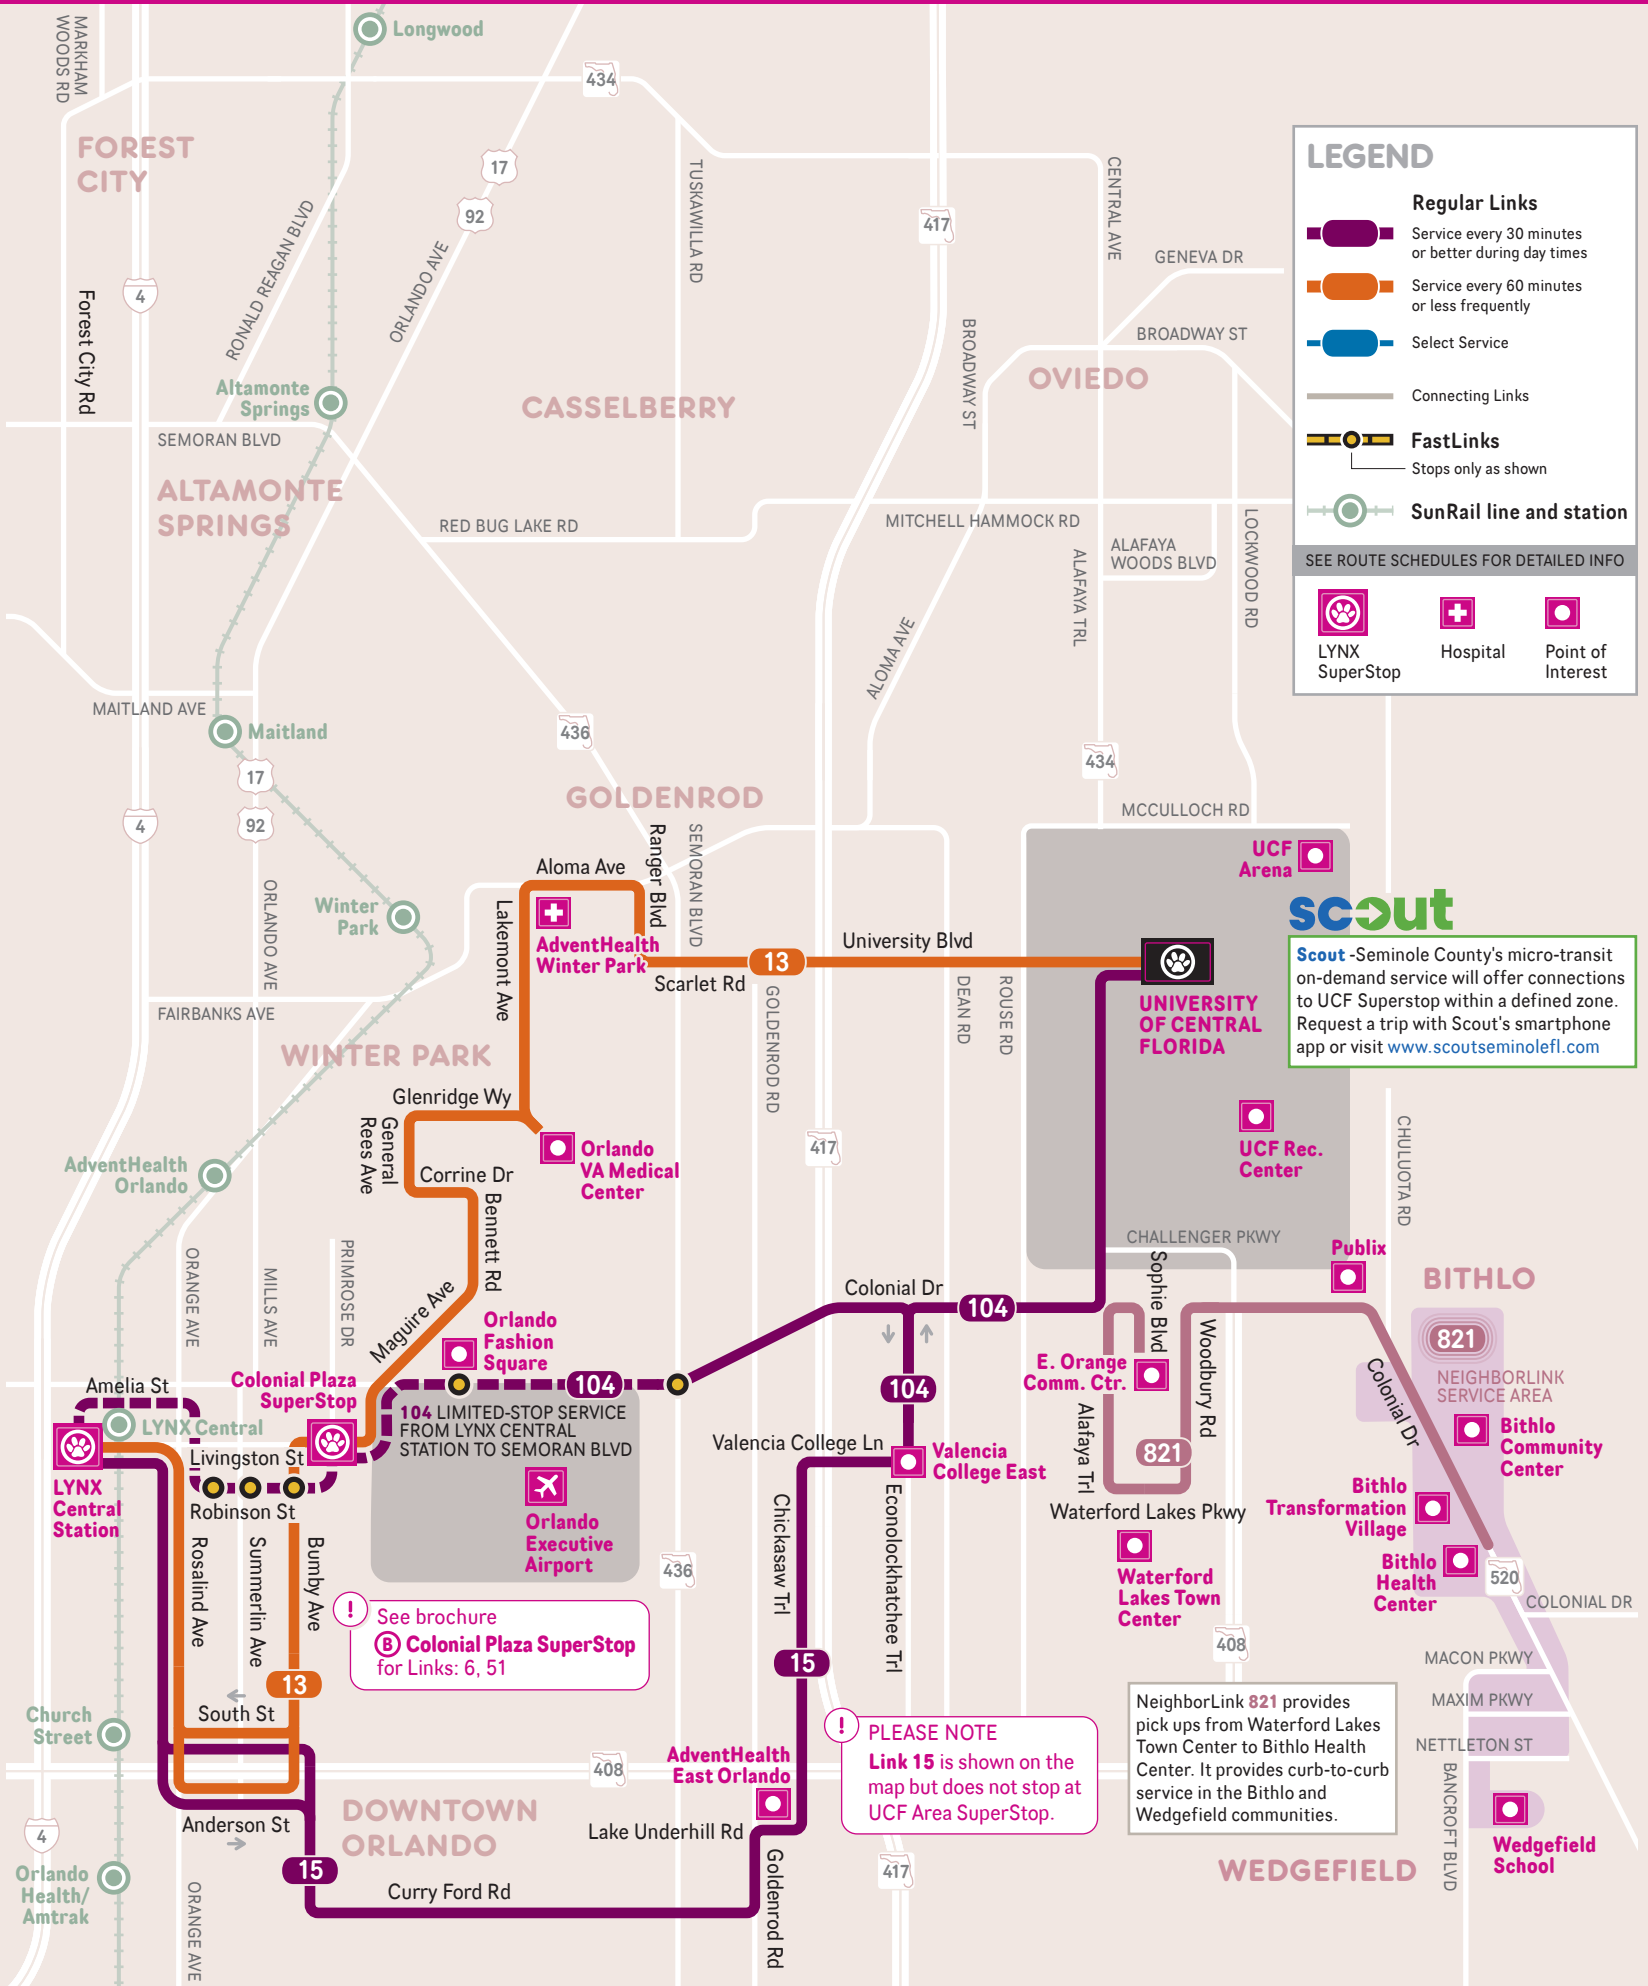 MARKHAM
WOODS RD
Longwood
434
FOREST
CITY
17
92
TUSKAWILLA RD
417
CENTRAL AVE
GENEVA DR
RONALD REAGAN BLVD
ORLANDO AVE
4
Forest City Rd
BROADWAY ST
BROADWAY ST
OVIEDO
Altamonte
Springs
CASSELBERRY
SEMORAN BLVD
ALTAMONTE
SPRINGS
RED BUG LAKE RD
MITCHELL HAMMOCK RD
ALAFAYA
WOODS BLVD
LOCKWOOD RD
ALAFAYA TRL
ALOMA AVE
LEGEND
Regular Links
Service every 30 minutes
or better during day times
Service every 60 minutes
or less frequently
Select Service
Connecting Links
FastLinks
Stops only as shown
SunRail line and station
SEE ROUTE SCHEDULES FOR DETAILED INFO
LYNX
SuperStop
Hospital
Point of
Interest
MAITLAND AVE
Maitland
436
17
92
4
434
GOLDENROD
MCCULLOCH RD
SEMORAN BLVD
Ranger Blvd
Aloma Ave
UCF
Arena
ORLANDO AVE
Winter
Park
Lakemont Ave
AdventHealth
Winter Park
13
University Blvd
Scarlet Rd
GOLDENROD RD
DEAN RD
ROUSE RD
UNIVERSITY
OF CENTRAL
FLORIDA
scout
Scout -Seminole County's micro-transit
on-demand service will offer connections
to UCF Superstop within a defined zone.
Request a trip with Scout's smartphone
app or visit www.scoutseminolefl.com
FAIRBANKS AVE
WINTER PARK
Glenridge Wy
General
Rees Ave
Orlando
VA Medical
Center
417
UCF Rec.
Center
CHULUOTA RD
AdventHealth
Orlando
Corrine Dr
Bennett Rd
CHALLENGER PKWY
Publix
BITHLO
ORANGE AVE
MILLS AVE
PRIMROSE DR
Maguire Ave
Colonial Dr
104
Sophie Blvd
Woodbury Rd
Orlando
Fashion
Square
821
NEIGHBORLINK
SERVICE AREA
Colonial Dr
E. Orange
Comm. Ctr.
Amelia St
Colonial Plaza
SuperStop
104
104
104 LIMITED-STOP SERVICE
FROM LYNX CENTRAL
STATION TO SEMORAN BLVD
LYNX Central
Livingston St
Valencia College Ln
Valencia
College East
Alafaya Trl
821
Bithlo
Community
Center
LYNX
Central
Station
Robinson St
Orlando
Executive
Airport
Chickasaw Trl
Econolockhatchee Trl
Waterford Lakes Pkwy
Bithlo
Transformation
Village
Rosalind Ave
Summerlin Ave
Bumby Ave
436
Waterford
Lakes Town
Center
Bithlo
Health
Center
520
COLONIAL DR
!
See brochure
B Colonial Plaza SuperStop
for Links: 6, 51
408
13
15
MACON PKWY
South St
MAXIM PKWY
Church
Street
!
PLEASE NOTE
Link 15 is shown on the
map but does not stop at
UCF Area SuperStop.
NeighborLink 821 provides
pick ups from Waterford Lakes
Town Center to Bithlo Health
Center. It provides curb-to-curb
service in the Bithlo and
Wedgefield communities.
NETTLETON ST
408
AdventHealth
East Orlando
BANCROFT BLVD
DOWNTOWN
ORLANDO
Anderson St
4
Lake Underhill Rd
Wedgefield
School
WEDGEFIELD
15
417
Orlando
Health/
Amtrak
Curry Ford Rd
Goldenrod Rd
ORANGE AVE